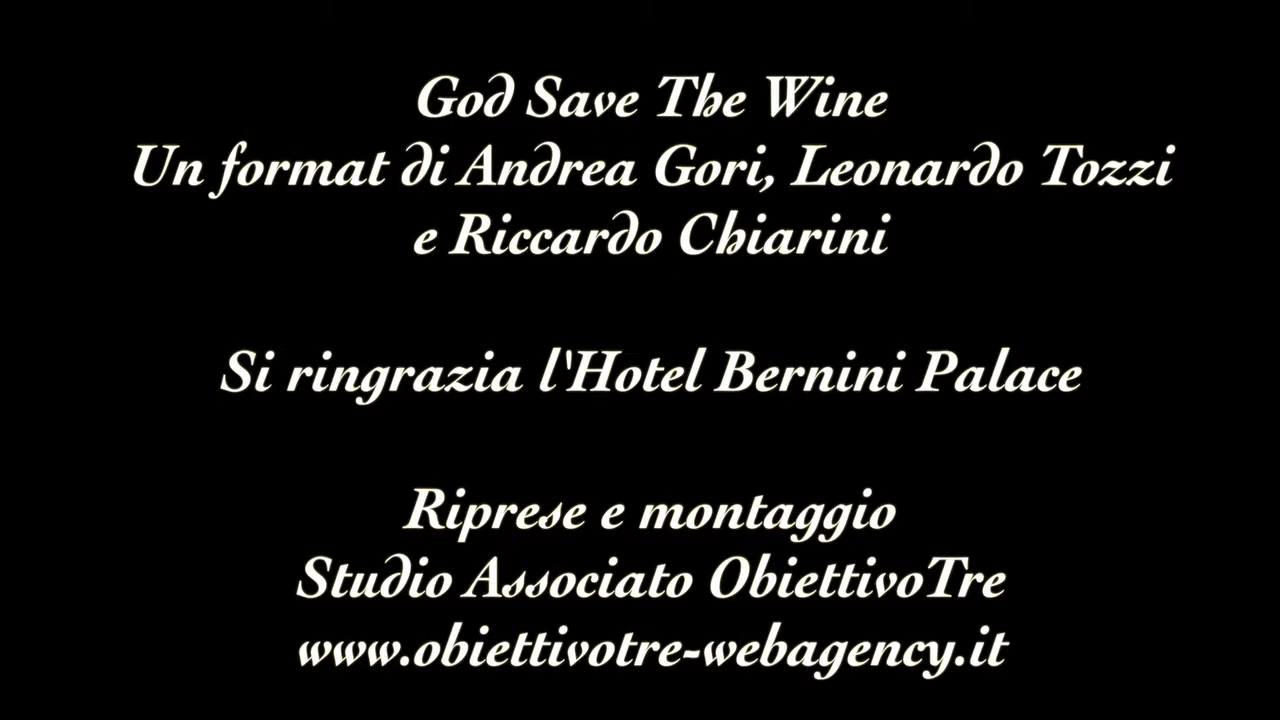 God Save The Wine
Un format di Andrea Gori, Leonardo Tozzi
e Riccardo Chiarini
Si ringrazia l'Hotel Bernini Palace
Riprese e montaggio
Studio Associato ObiettivoTre
www.obiettivotre-webagency.it